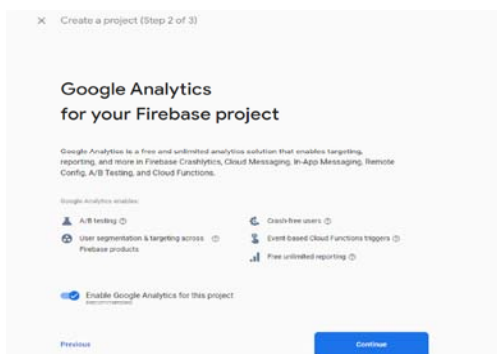 Create a project (Step 2 of 3)
Google Analytics
for your Firebase project
Google Analytics is a free and unlimited analytics solution that enables targeting,
reporting, and more in Firebase Crashlytics, Cloud Messaging, In-App Messaging, Remote
Config, A/B Testing, and Cloud Functions.
Google Analytics enables:
A/B testing
User segmentation & targeting across
Firebase products
Crash-free users
Event-based Cloud Functions triggers
Free unlimited reporting
Enable Google Analytics for this project
Recommended
Previous
Continue